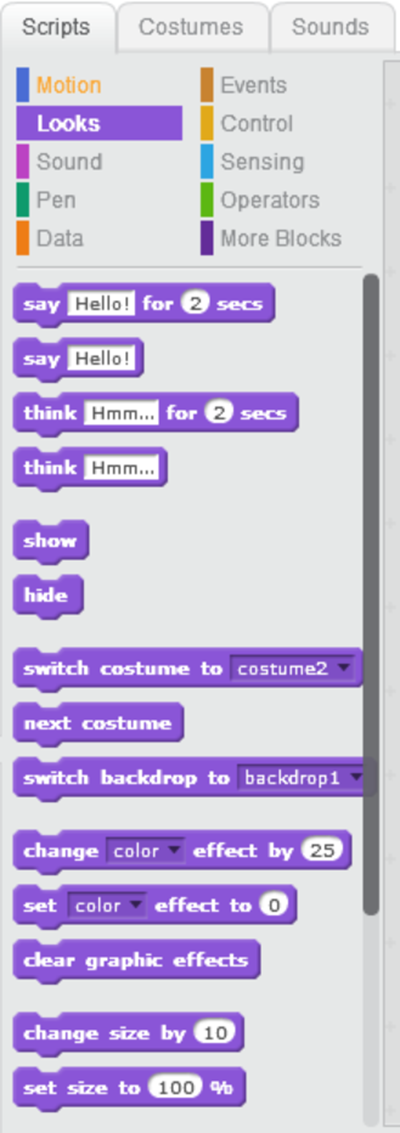 Scripts Costumes Sounds
Motion Events
Looks Control
Sound Sensing
Pen Operators
Data More Blocks
say Hello! for 2 secs
say Hello!
think Hmm... for 2 secs
think Hmm...
show
hide
switch costume to costume2
next costume
switch backdrop to backdrop1
change color effect by 25
set color effect to 0
clear graphic effects
change size by 10
set size to 100 %